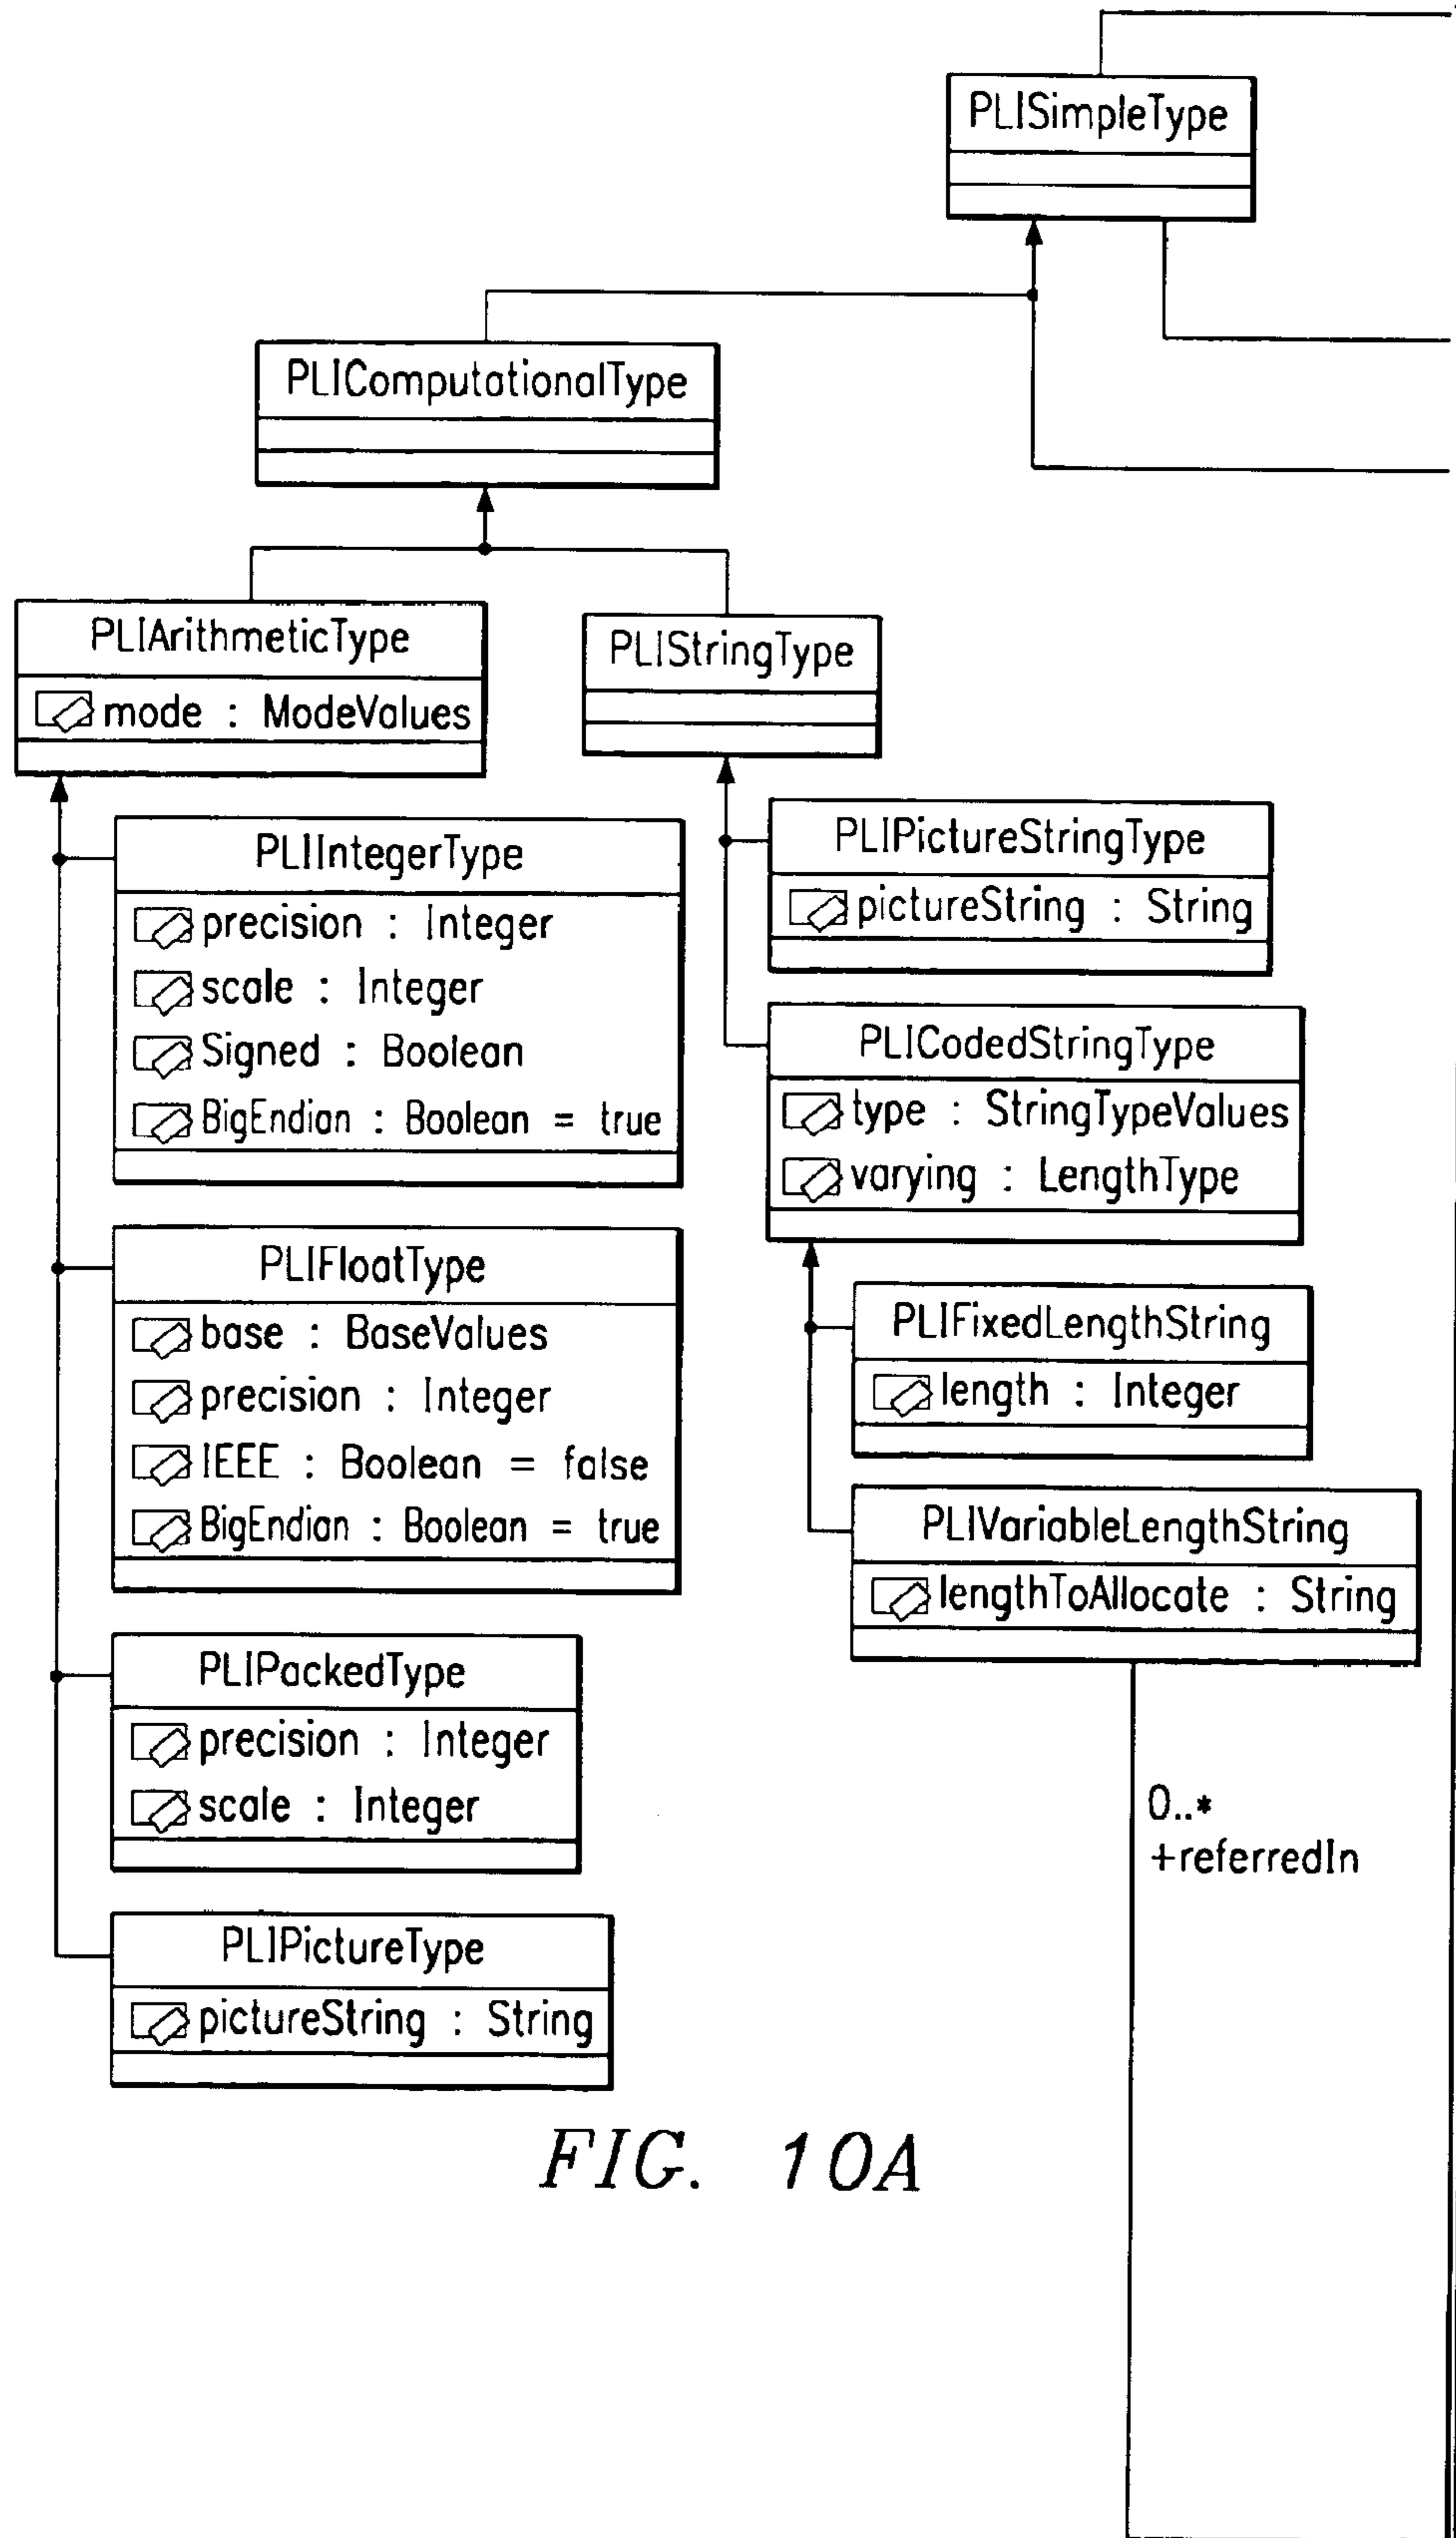 PLISimpleType
PLIComputationalType
PLIArithmeticType
mode : ModeValues
PLIStringType
PLIIntegerType
precision : Integer
scale : Integer
Signed : Boolean
BigEndian : Boolean = true
PLIPictureStringType
pictureString : String
PLICodedStringType
type : StringTypeValues
varying : LengthType
PLIFloatType
base : BaseValues
precision : Integer
IEEE : Boolean = false
BigEndian : Boolean = true
PLIFixedLengthString
length : Integer
PLIVariableLengthString
lengthToAllocate : String
PLIPackedType
precision : Integer
scale : Integer
0..*
+referredIn
PLIPictureType
pictureString : String
FIG. 10A